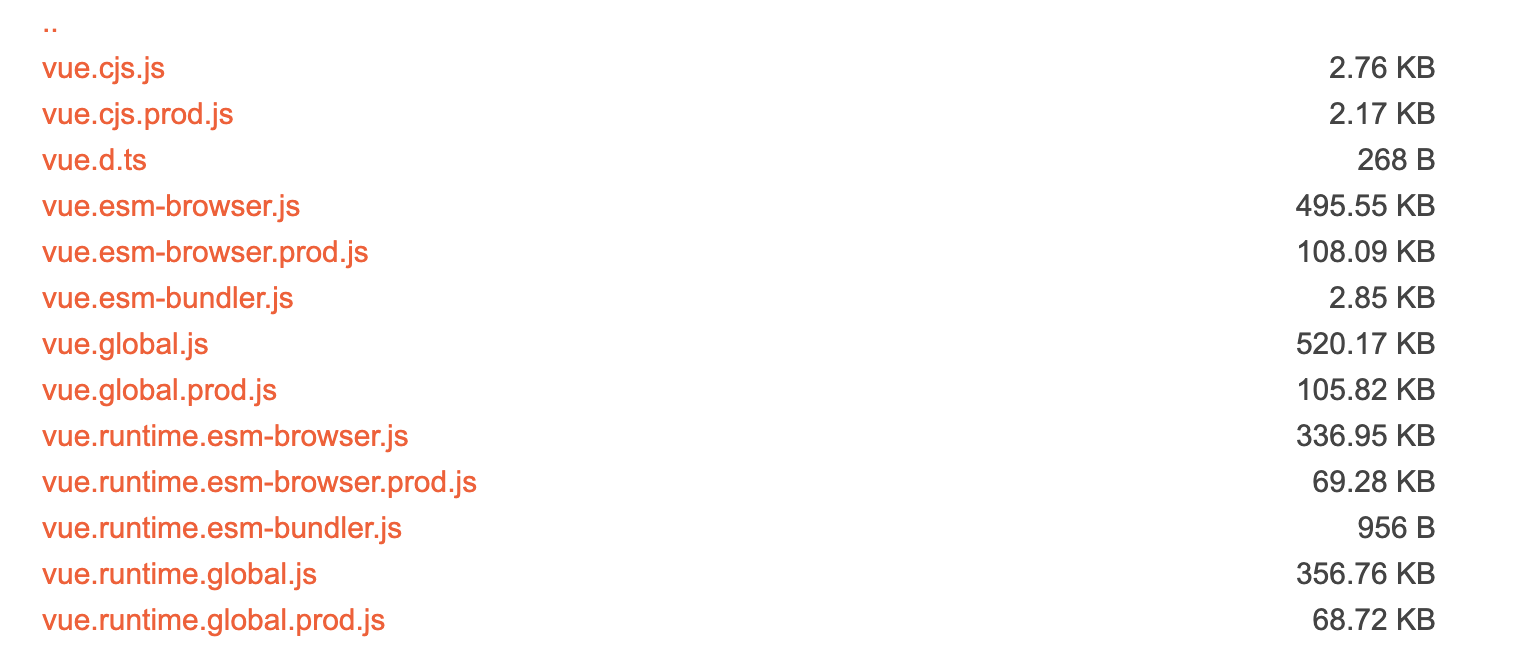 ..
vue.cjs.js 2.76 KB
vue.cjs.prod.js 2.17 KB
vue.d.ts 268 B
vue.esm-browser.js 495.55 KB
vue.esm-browser.prod.js 108.09 KB
vue.esm-bundler.js 2.85 KB
vue.global.js 520.17 KB
vue.global.prod.js 105.82 KB
vue.runtime.esm-browser.js 336.95 KB
vue.runtime.esm-browser.prod.js 69.28 KB
vue.runtime.esm-bundler.js 956 B
vue.runtime.global.js 356.76 KB
vue.runtime.global.prod.js 68.72 KB